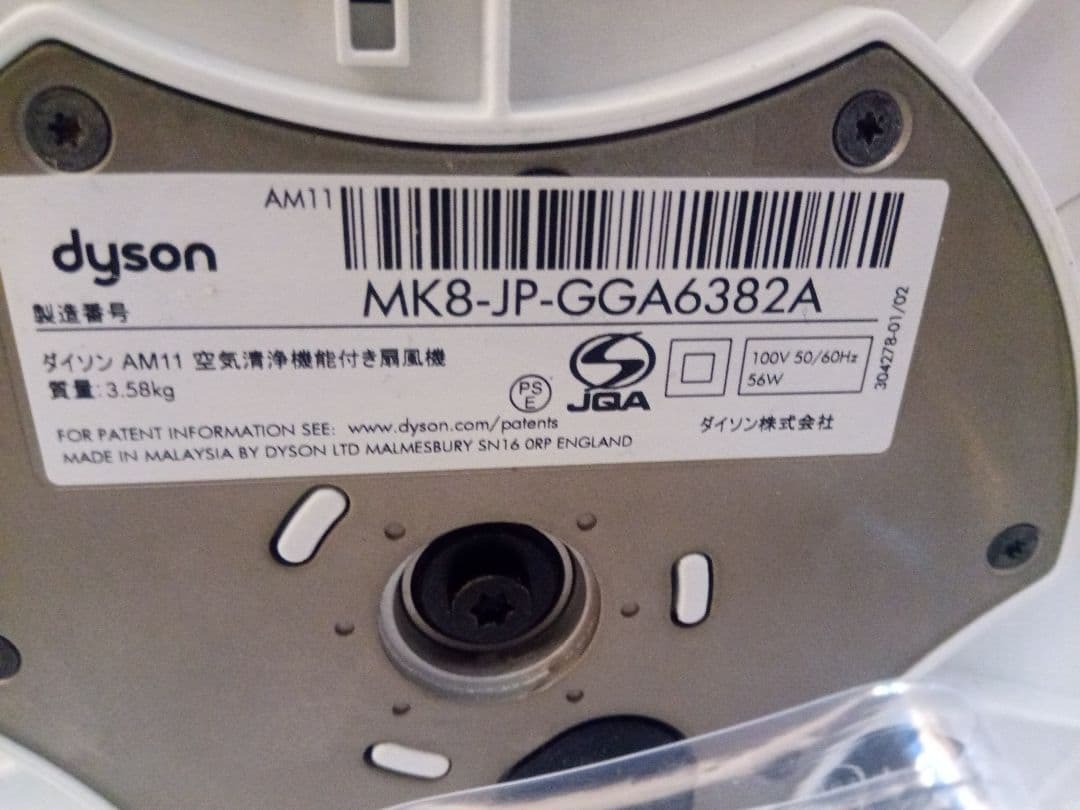 AM11
dyson
製造番号 MK8-JP-GGA6382A
ダイソン AM11 空気清浄機能付き扇風機
質量:3.58kg
PS
E
JQA
100V 50/60Hz
56W
304278-01/02
FOR PATENT INFORMATION SEE: www.dyson.com/patents
ダイソン株式会社
MADE IN MALAYSIA BY DYSON LTD MALMESBURY SN16 0RP ENGLAND